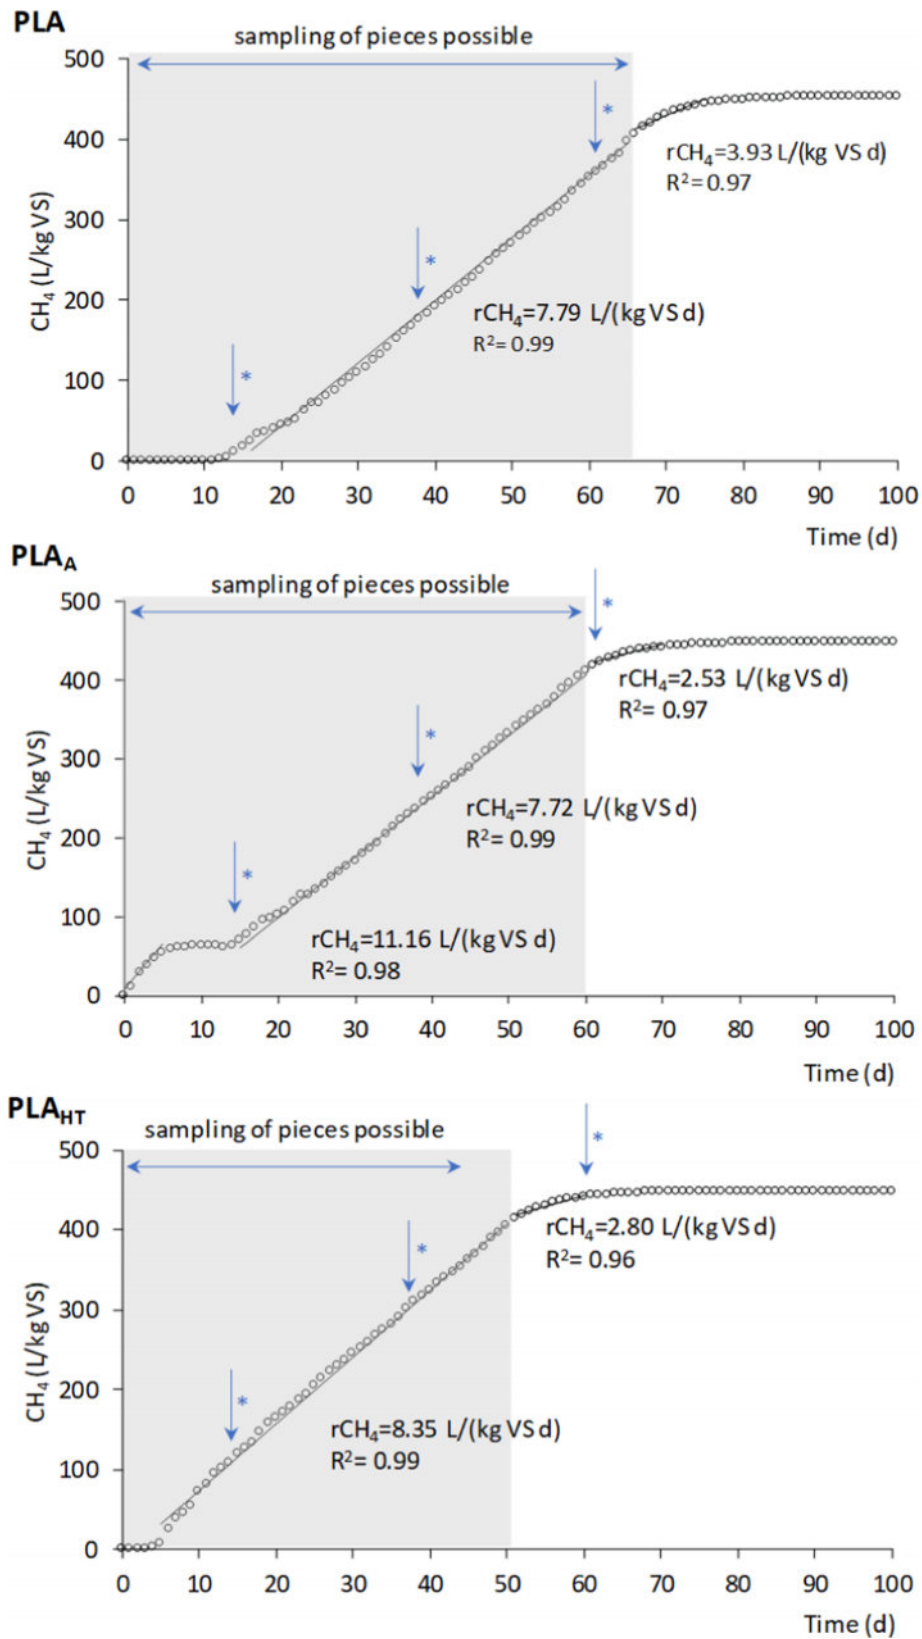 PLA
sampling of pieces possible
500
400
300
200
100
0
CH₄ (L/kg VS)
*
*
*
rCH₄=3.93 L/(kg VS d)
R²=0.97
rCH₄=7.79 L/(kg VS d)
R²= 0.99
0 10 20 30 40 50 60 70 80 90 100
Time (d)
PLA_A
sampling of pieces possible
500
400
300
200
100
0
CH₄ (L/kg VS)
*
*
*
rCH₄=2.53 L/(kg VS d)
R²= 0.97
rCH₄=7.72 L/(kg VS d)
R²= 0.99
rCH₄=11.16 L/(kg VS d)
R²= 0.98
0 10 20 30 40 50 60 70 80 90 100
Time (d)
PLA_HT
sampling of pieces possible
500
400
300
200
100
0
CH₄ (L/kg VS)
*
*
*
rCH₄=2.80 L/(kg VS d)
R²= 0.96
rCH₄=8.35 L/(kg VS d)
R²= 0.99
0 10 20 30 40 50 60 70 80 90 100
Time (d)